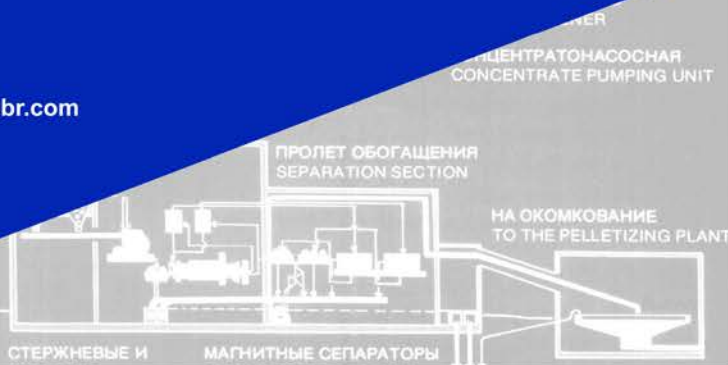 br.com
КОНЦЕНТРАТОНАСОСНАЯ
CONCENTRATE PUMPING UNIT
ПРОЛЕТ ОБОГАЩЕНИЯ
SEPARATION SECTION
НА ОКОМКОВАНИЕ
TO THE PELLETIZING PLANT
СТЕРЖНЕВЫЕ И
МАГНИТНЫЕ СЕПАРАТОРЫ